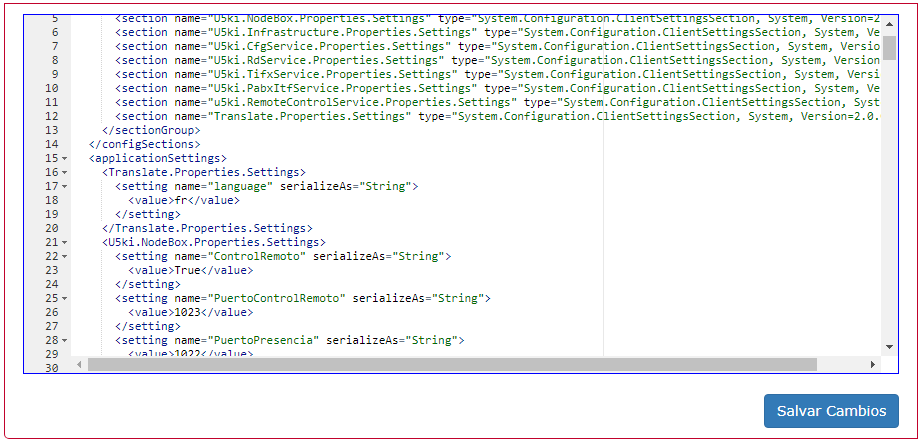 5 <section name="U5ki.NodeBox.Properties.Settings" type="System.Configuration.ClientSettingsSection, System, Version=2
6 <section name="U5ki.Infrastructure.Properties.Settings" type="System.Configuration.ClientSettingsSection, System, Ve
7 <section name="U5ki.CfgService.Properties.Settings" type="System.Configuration.ClientSettingsSection, System, Versio
8 <section name="U5ki.RdService.Properties.Settings" type="System.Configuration.ClientSettingsSection, System, Version
9 <section name="U5ki.TifxService.Properties.Settings" type="System.Configuration.ClientSettingsSection, System, Versi
10 <section name="U5ki.PabxItfService.Properties.Settings" type="System.Configuration.ClientSettingsSection, System, Ve
11 <section name="u5ki.RemoteControlService.Properties.Settings" type="System.Configuration.ClientSettingsSection, Syst
12 <section name="Translate.Properties.Settings" type="System.Configuration.ClientSettingsSection, System, Version=2.0.
13 </sectionGroup>
14 </configSections>
15 <applicationSettings>
16 <Translate.Properties.Settings>
17 <setting name="language" serializeAs="String">
18 <value>fr</value>
19 </setting>
20 </Translate.Properties.Settings>
21 <U5ki.NodeBox.Properties.Settings>
22 <setting name="ControlRemoto" serializeAs="String">
23 <value>True</value>
24 </setting>
25 <setting name="PuertoControlRemoto" serializeAs="String">
26 <value>1023</value>
27 </setting>
28 <setting name="PuertoPresencia" serializeAs="String">
29 <value>1022</value>
30
Salvar Cambios